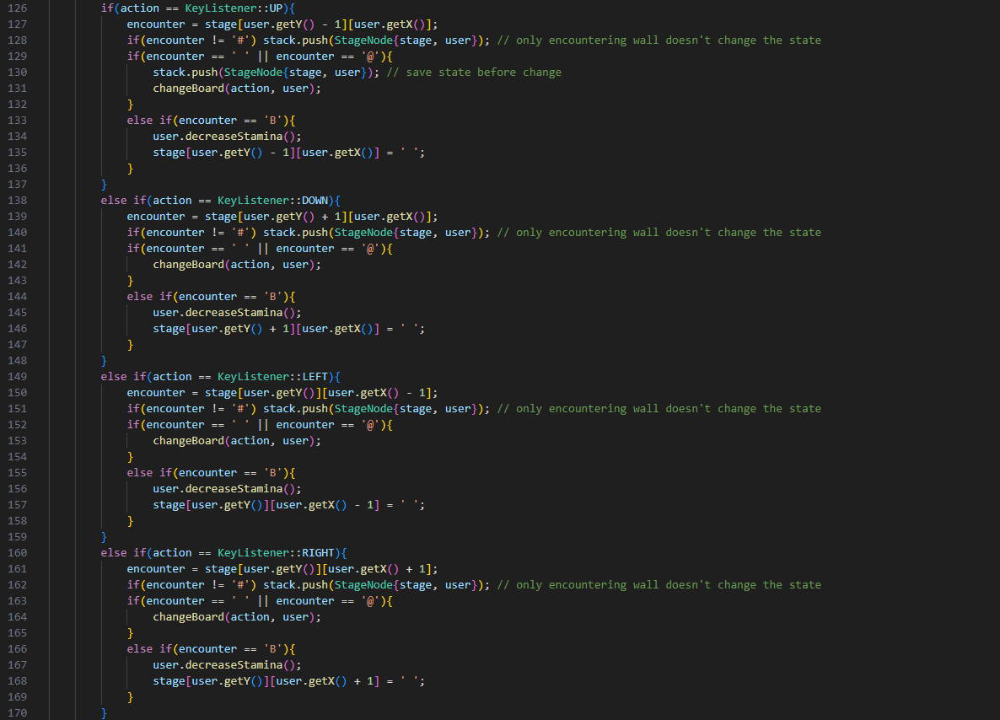 126 if(action == KeyListener::UP){
127 encounter = stage[user.getY() - 1][user.getX()];
128 if(encounter != '#') stack.push(StageNode{stage, user}); // only encountering wall doesn't change the state
129 if(encounter == ' ' || encounter == '@'){
130 stack.push(StageNode{stage, user}); // save state before change
131 changeBoard(action, user);
132 }
133 else if(encounter == 'B'){
134 user.decreaseStamina();
135 stage[user.getY() - 1][user.getX()] = ' ';
136 }
137 }
138 else if(action == KeyListener::DOWN){
139 encounter = stage[user.getY() + 1][user.getX()];
140 if(encounter != '#') stack.push(StageNode{stage, user}); // only encountering wall doesn't change the state
141 if(encounter == ' ' || encounter == '@'){
142 changeBoard(action, user);
143 }
144 else if(encounter == 'B'){
145 user.decreaseStamina();
146 stage[user.getY() + 1][user.getX()] = ' ';
147 }
148 }
149 else if(action == KeyListener::LEFT){
150 encounter = stage[user.getY()][user.getX() - 1];
151 if(encounter != '#') stack.push(StageNode{stage, user}); // only encountering wall doesn't change the state
152 if(encounter == ' ' || encounter == '@'){
153 changeBoard(action, user);
154 }
155 else if(encounter == 'B'){
156 user.decreaseStamina();
157 stage[user.getY()][user.getX() - 1] = ' ';
158 }
159 }
160 else if(action == KeyListener::RIGHT){
161 encounter = stage[user.getY()][user.getX() + 1];
162 if(encounter != '#') stack.push(StageNode{stage, user}); // only encountering wall doesn't change the state
163 if(encounter == ' ' || encounter == '@'){
164 changeBoard(action, user);
165 }
166 else if(encounter == 'B'){
167 user.decreaseStamina();
168 stage[user.getY()][user.getX() + 1] = ' ';
169 }
170 }